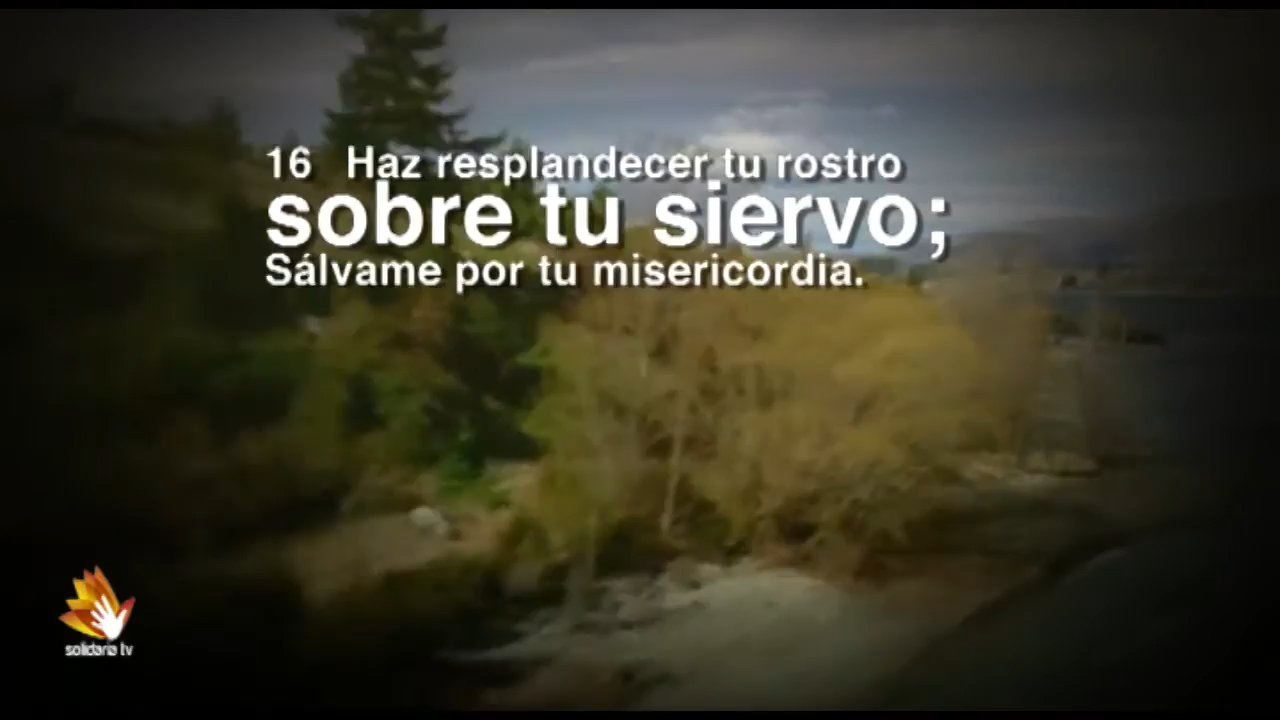 16 Haz resplandecer tu rostro
sobre tu siervo;
Sálvame por tu misericordia.
solidaria tv